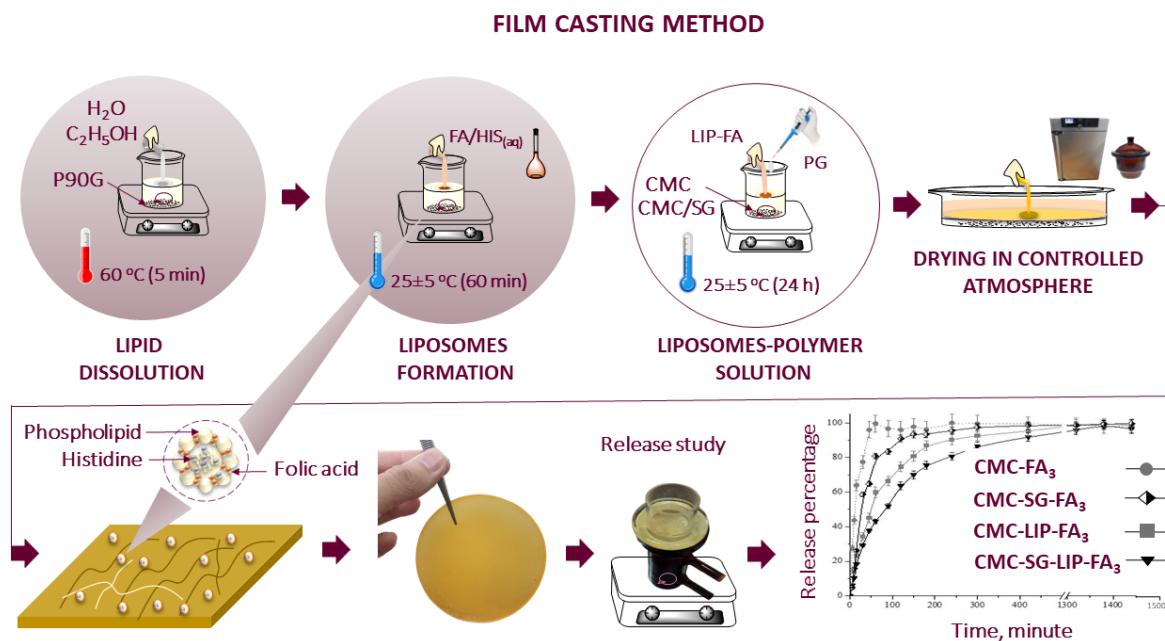 FILM CASTING METHOD
H₂O
C₂H₅OH
P90G
60 ºC (5 min)
LIPID
DISSOLUTION
FA/HIS(aq)
25±5 ºC (60 min)
LIPOSOMES
FORMATION
LIP-FA
PG
CMC
CMC/SG
25±5 ºC (24 h)
LIPOSOMES-POLYMER
SOLUTION
DRYING IN CONTROLLED
ATMOSPHERE
Phospholipid
Histidine
Folic acid
Release study
Release percentage
100
80
60
40
20
0
CMC-FA₃
CMC-SG-FA₃
CMC-LIP-FA₃
CMC-SG-LIP-FA₃
0 100 200 300 400 500 1300 1400 1500
Time, minute